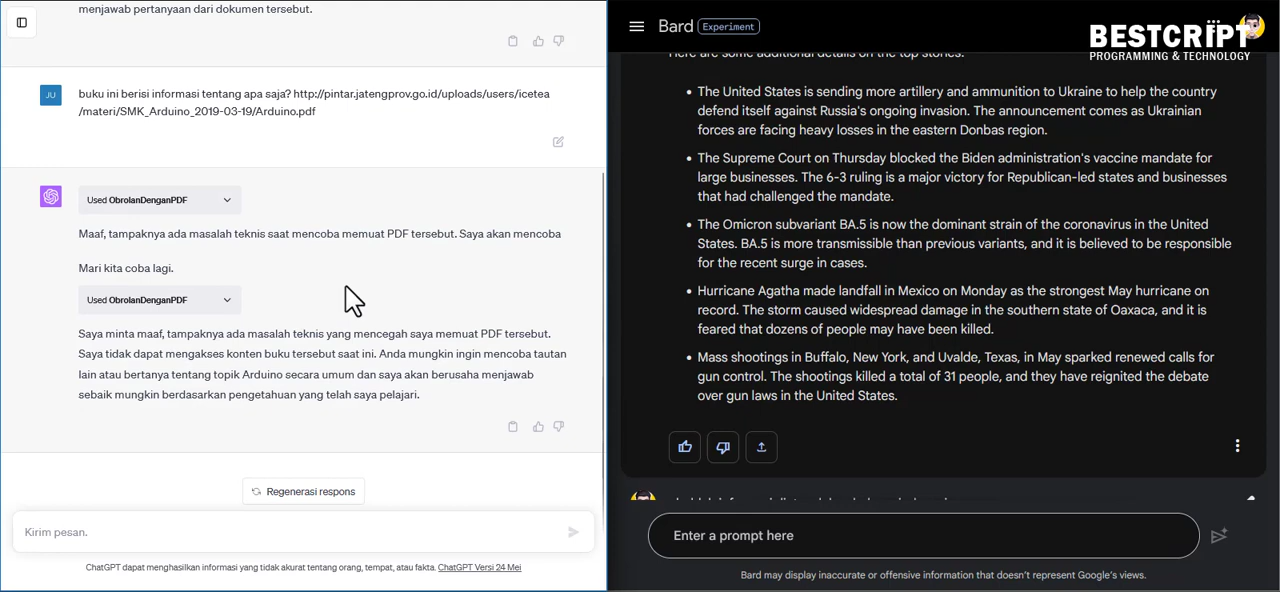 menjawab pertanyaan dari dokumen tersebut.
JU
buku ini berisi informasi tentang apa saja? http://pintar.jatengprov.go.id/uploads/users/icetea
/materi/SMK_Arduino_2019-03-19/Arduino.pdf
Used ObrolanDenganPDF
Maaf, tampaknya ada masalah teknis saat mencoba memuat PDF tersebut. Saya akan mencoba
Mari kita coba lagi.
Used ObrolanDenganPDF
Saya minta maaf, tampaknya ada masalah teknis yang mencegah saya memuat PDF tersebut.
Saya tidak dapat mengakses konten buku tersebut saat ini. Anda mungkin ingin mencoba tautan
lain atau bertanya tentang topik Arduino secara umum dan saya akan berusaha menjawab
sebaik mungkin berdasarkan pengetahuan yang telah saya pelajari.
Regenerasi respons
Kirim pesan.
ChatGPT dapat menghasilkan informasi yang tidak akurat tentang orang, tempat, atau fakta. ChatGPT Versi 24 Mei
Bard Experiment
BESTCRIPT
PROGRAMMING & TECHNOLOGY
Here are some additional details on the top stories:
• The United States is sending more artillery and ammunition to Ukraine to help the country
defend itself against Russia's ongoing invasion. The announcement comes as Ukrainian
forces are facing heavy losses in the eastern Donbas region.
• The Supreme Court on Thursday blocked the Biden administration's vaccine mandate for
large businesses. The 6-3 ruling is a major victory for Republican-led states and businesses
that had challenged the mandate.
• The Omicron subvariant BA.5 is now the dominant strain of the coronavirus in the United
States. BA.5 is more transmissible than previous variants, and it is believed to be responsible
for the recent surge in cases.
• Hurricane Agatha made landfall in Mexico on Monday as the strongest May hurricane on
record. The storm caused widespread damage in the southern state of Oaxaca, and it is
feared that dozens of people may have been killed.
• Mass shootings in Buffalo, New York, and Uvalde, Texas, in May sparked renewed calls for
gun control. The shootings killed a total of 31 people, and they have reignited the debate
over gun laws in the United States.
Enter a prompt here
Bard may display inaccurate or offensive information that doesn't represent Google's views.